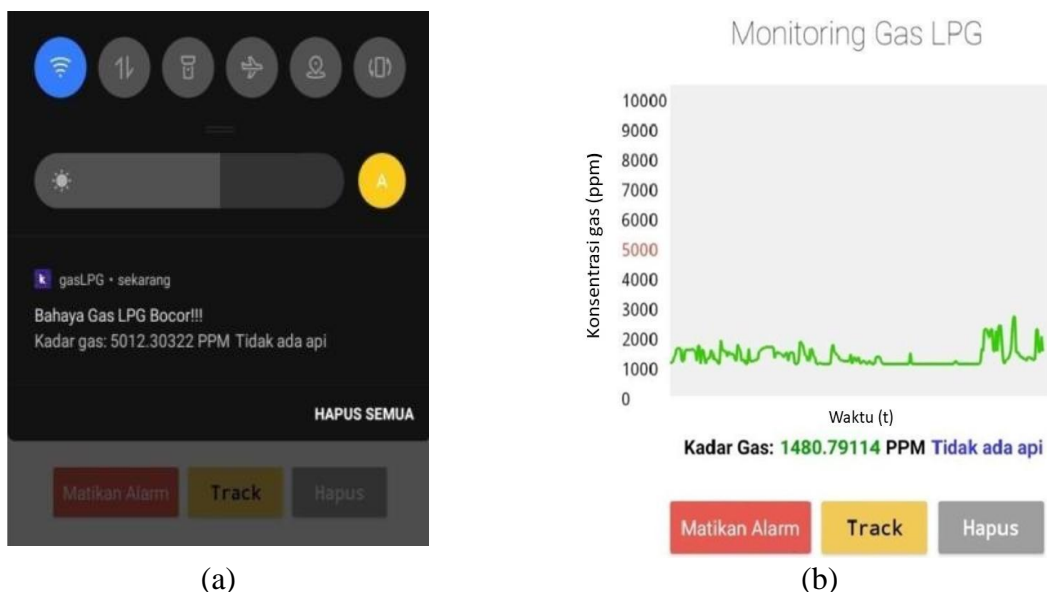 A
gasLPG • sekarang
Bahaya Gas LPG Bocor!!!
Kadar gas: 5012.30322 PPM Tidak ada api
HAPUS SEMUA
Matikan Alarm Track Hapus
(a)
Monitoring Gas LPG
Konsentrasi gas (ppm)
10000
9000
8000
7000
6000
5000
4000
3000
2000
1000
0
Waktu (t)
Kadar Gas: 1480.79114 PPM Tidak ada api
Matikan Alarm Track Hapus
(b)